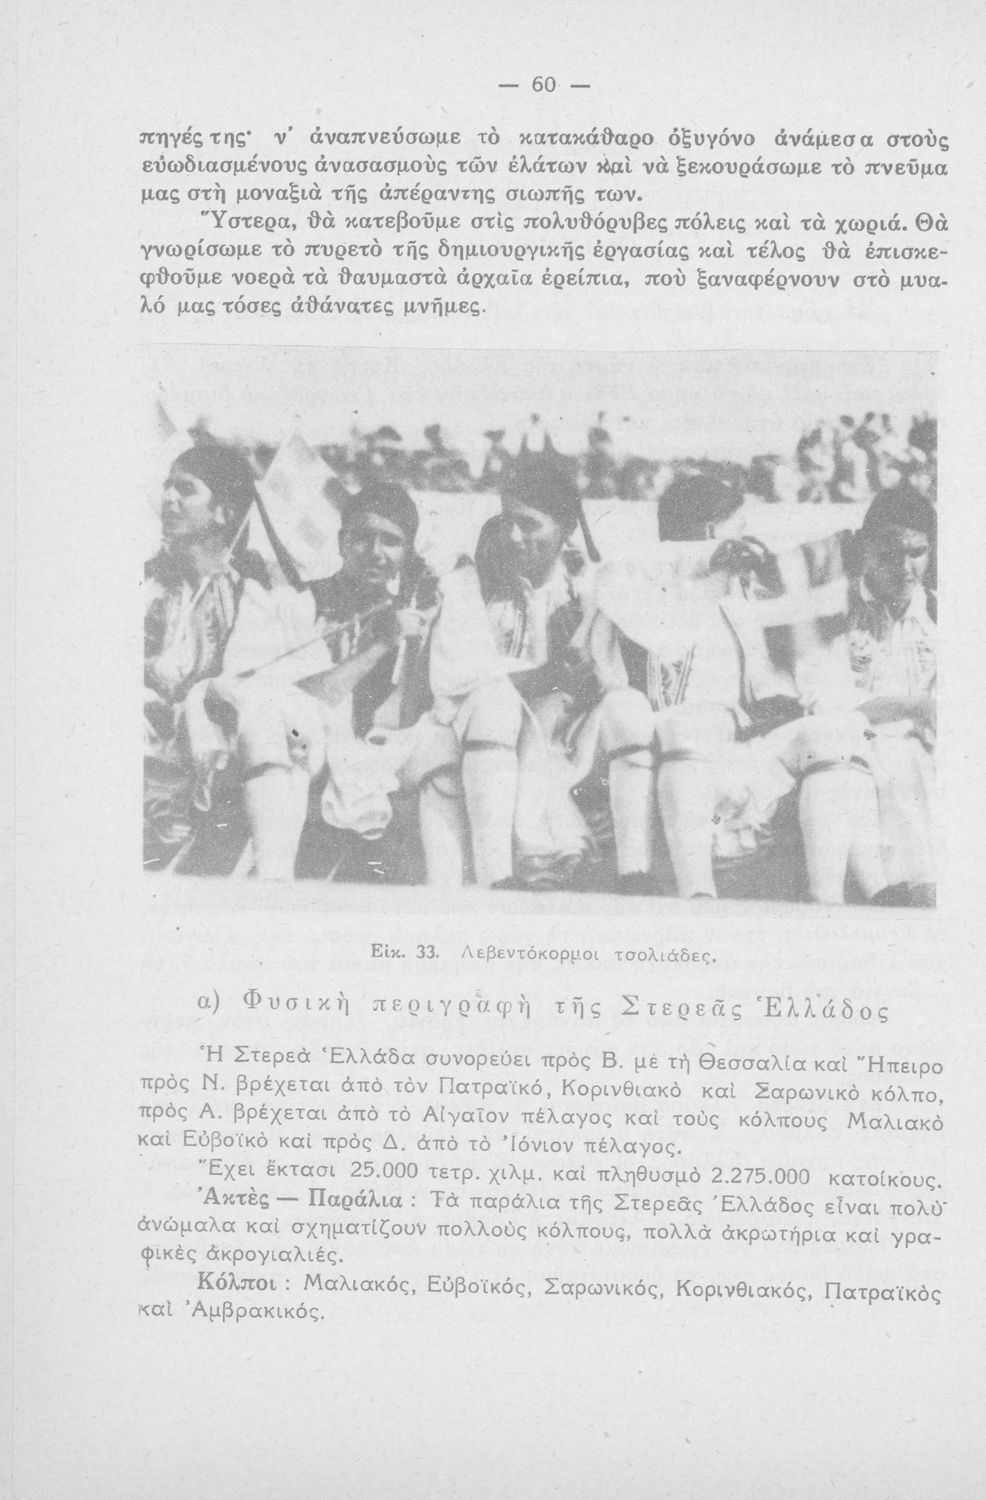 — 60 —
πηγές της· ν' ἀναπνεύσωμε τὸ κατακάθαρο ὀξυγόνο ἀνάμεσα στοὺς
εὐωδιασμένους ἀνασασμοὺς τῶν ἐλάτων καὶ νὰ ξεκουράσωμε τὸ πνεῦμα
μας στὴ μοναξιὰ τῆς ἀπέραντης σιωπῆς των.
Ὕστερα, θὰ κατεβοῦμε στὶς πολυθόρυβες πόλεις καὶ τὰ χωριά. Θὰ
γνωρίσωμε τὸ πυρετὸ τῆς δημιουργικῆς ἐργασίας καὶ τέλος θὰ ἐπισκε-
φθοῦμε νοερὰ τὰ θαυμαστὰ ἀρχαῖα ἐρείπια, ποὺ ξαναφέρνουν στὸ μυα-
λό μας τόσες ἀθάνατες μνῆμες.
Εἰκ. 33. Λεβεντόκορμοι τσολιάδες.
α) Φυσικὴ περιγραφὴ τῆς Στερεᾶς Ἑλλάδος
Ἡ Στερεὰ Ἑλλάδα συνορεύει πρὸς Β. μὲ τὴ Θεσσαλία καὶ Ἤπειρο
πρὸς Ν. βρέχεται ἀπὸ τὸν Πατραϊκό, Κορινθιακὸ καὶ Σαρωνικὸ κόλπο,
πρὸς Α. βρέχεται ἀπὸ τὸ Αἰγαῖον πέλαγος καὶ τοὺς κόλπους Μαλιακὸ
καὶ Εὐβοϊκὸ καὶ πρὸς Δ. ἀπὸ τὸ Ἰόνιον πέλαγος.
Ἔχει ἔκτασι 25.000 τετρ. χιλμ. καὶ πληθυσμὸ 2.275.000 κατοίκους.
Ἀκτὲς — Παράλια : Τὰ παράλια τῆς Στερεᾶς Ἑλλάδος εἶναι πολὺ
ἀνώμαλα καὶ σχηματίζουν πολλοὺς κόλπους, πολλὰ ἀκρωτήρια καὶ γρα-
φικὲς ἀκρογιαλιές.
Κόλποι : Μαλιακός, Εὐβοϊκός, Σαρωνικός, Κορινθιακός, Πατραϊκὸς
καὶ Ἀμβρακικός.